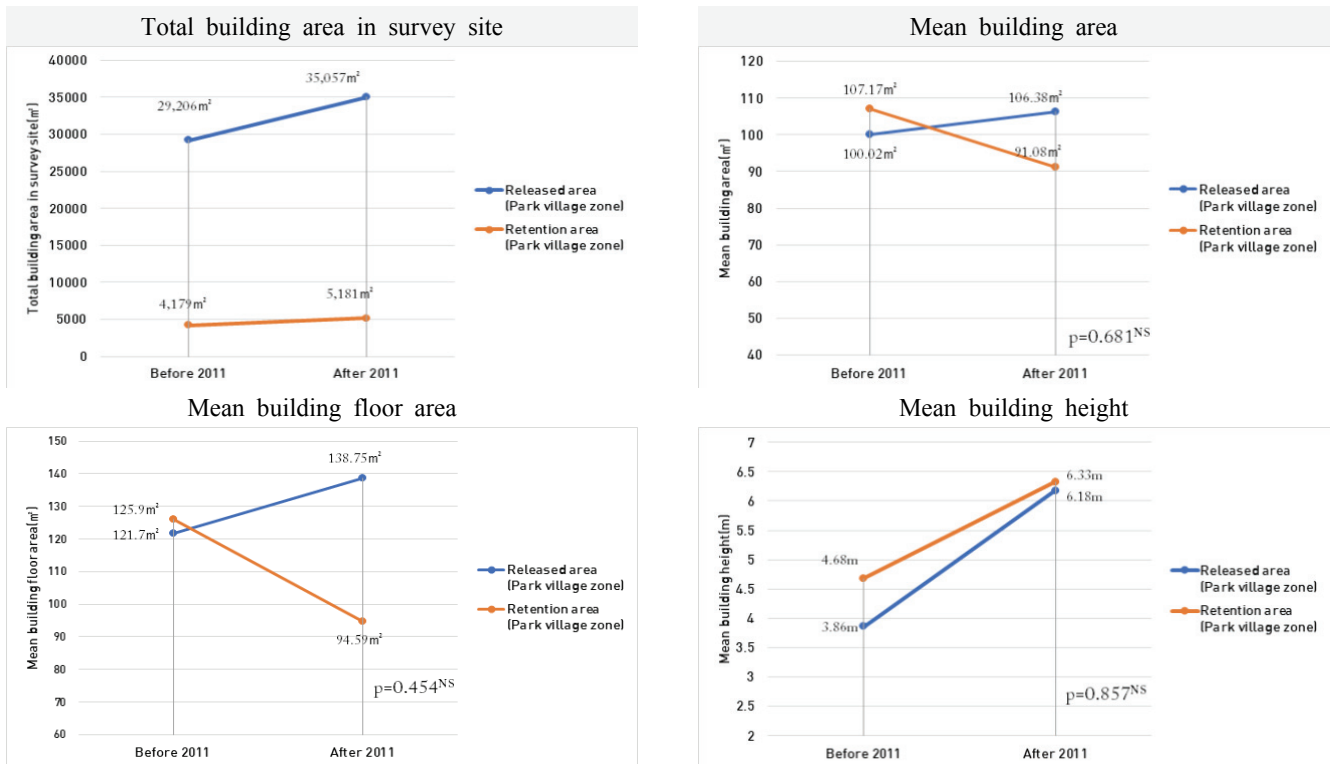 Total building area in survey site
40000
35000
30000
25000
20000
15000
10000
5000
0
Total building area in survey site(㎡)
29,206㎡
35,057㎡
4,179㎡
5,181㎡
Before 2011
After 2011
Released area
(Park village zone)
Retention area
(Park village zone)
Mean building area
120
110
100
90
80
70
60
50
40
Mean building area(㎡)
107.17㎡
106.38㎡
100.02㎡
91.08㎡
p=0.681NS
Before 2011
After 2011
Released area
(Park village zone)
Retention area
(Park village zone)
Mean building floor area
150
140
130
120
110
100
90
80
70
60
Mean building floor area(㎡)
138.75㎡
125.9㎡
121.7㎡
94.59㎡
p=0.454NS
Before 2011
After 2011
Released area
(Park village zone)
Retention area
(Park village zone)
Mean building height
7
6.5
6
5.5
5
4.5
4
3.5
3
2.5
2
Mean building height(m)
6.33m
6.18m
4.68m
3.86m
p=0.857NS
Before 2011
After 2011
Released area
(Park village zone)
Retention area
(Park village zone)